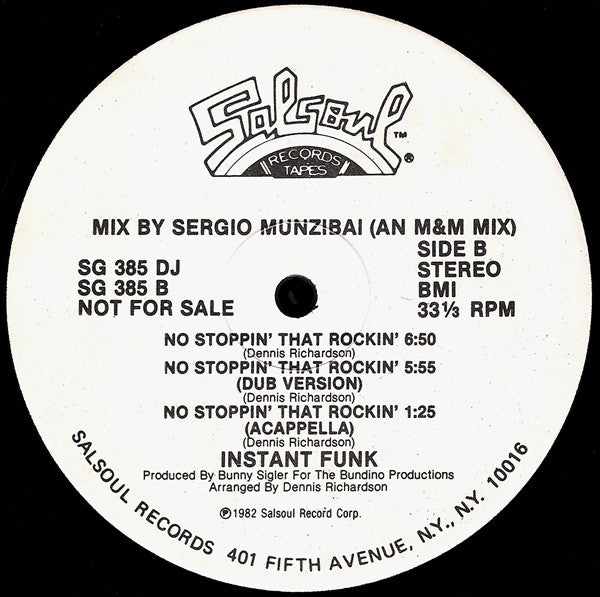 Salsoul ™
RECORDS ®
TAPES
MIX BY SERGIO MUNZIBAI (AN M&M MIX)
SG 385 DJ
SG 385 B
NOT FOR SALE
SIDE B
STEREO
BMI
33⅓ RPM
NO STOPPIN' THAT ROCKIN' 6:50
(Dennis Richardson)
NO STOPPIN' THAT ROCKIN' 5:55
(DUB VERSION)
(Dennis Richardson)
NO STOPPIN' THAT ROCKIN' 1:25
(ACAPPELLA)
(Dennis Richardson)
INSTANT FUNK
Produced By Bunny Sigler For The Bundino Productions
Arranged By Dennis Richardson
℗1982 Salsoul Record Corp.
SALSOUL RECORDS 401 FIFTH AVENUE, N.Y., N.Y. 10016